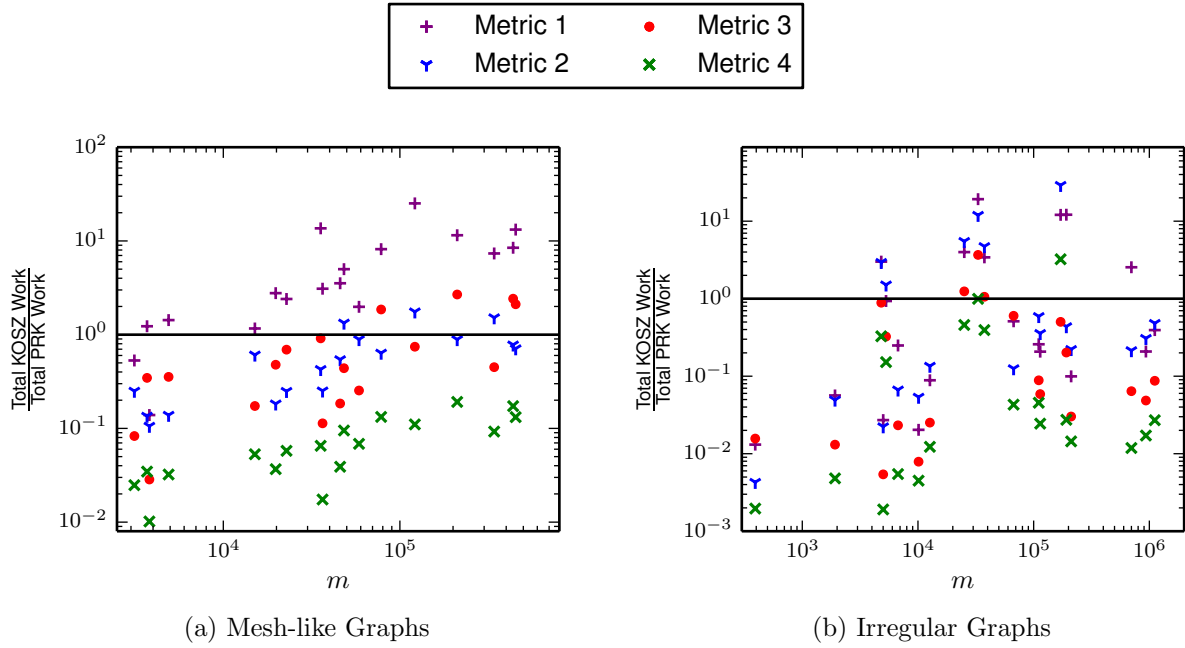 Metric 1
Metric 2
Metric 3
Metric 4
10^2
10^1
10^0
10^-1
10^-2
Total KOSZ Work
Total PRK Work
10^4 10^5
m
(a) Mesh-like Graphs
10^1
10^0
10^-1
10^-2
10^-3
Total KOSZ Work
Total PRK Work
10^3 10^4 10^5 10^6
m
(b) Irregular Graphs